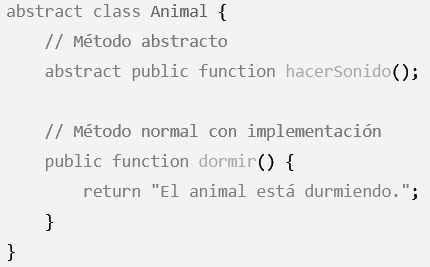 abstract class Animal {
// Método abstracto
abstract public function hacerSonido();
// Método normal con implementación
public function dormir() {
return "El animal está durmiendo.";
}
}